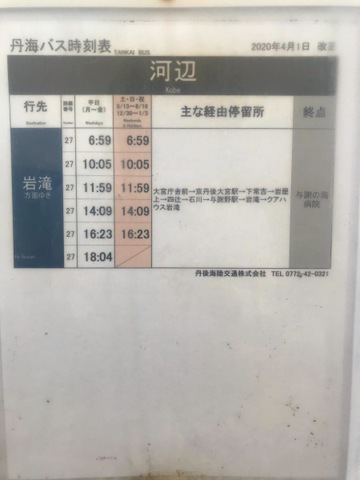 丹海バス時刻表 TANKAI BUS 2020年4月1日 改正
河辺
Kobe
行先 路線番号 平日(月~金) 土・日・祝 8/13~8/16 12/30~1/3 主な経由停留所 終点
Destination Weekdays Weekends & Holidays
岩滝
方面ゆき
27 6:59 6:59
27 10:05 10:05
27 11:59 11:59
27 14:09 14:09
27 16:23 16:23
27 18:04
大宮庁舎前→京丹後大宮駅→下常吉→岩屋
上→四辻→石川→与謝野駅→岩滝→クアハ
ウス岩滝
与謝の海
病院
丹後海陸交通株式会社 TEL 0772-42-0321